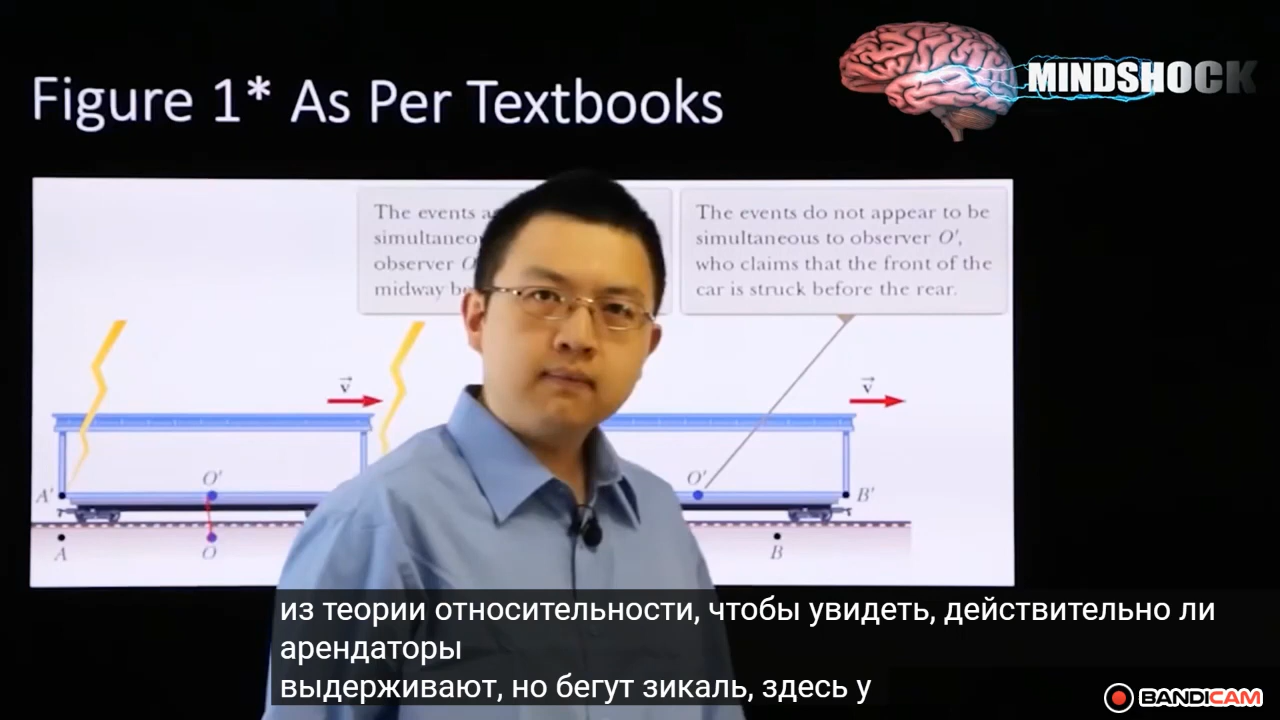 MINDSHOCK
Figure 1* As Per Textbooks
The events a
simultaneou
observer O
midway b
The events do not appear to be
simultaneous to observer O′,
who claims that the front of the
car is struck before the rear.
v
v
O′
O′
A′
B′
A
O
B
из теории относительности, чтобы увидеть, действительно ли
арендаторы
выдерживают, но бегут зикаль, здесь у
BANDICAM